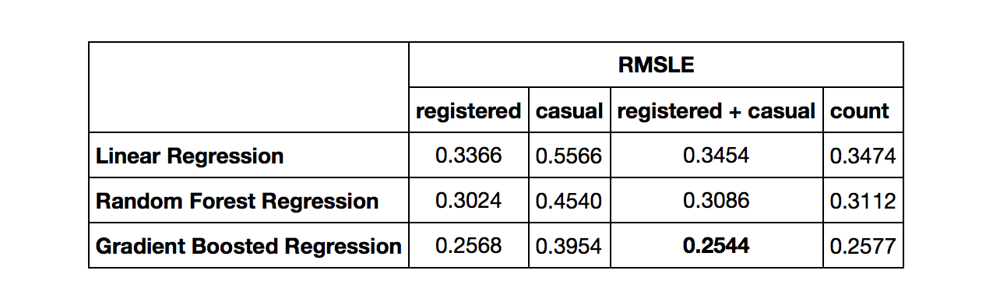 RMSLE
registered casual registered + casual count
Linear Regression 0.3366 0.5566 0.3454 0.3474
Random Forest Regression 0.3024 0.4540 0.3086 0.3112
Gradient Boosted Regression 0.2568 0.3954 0.2544 0.2577